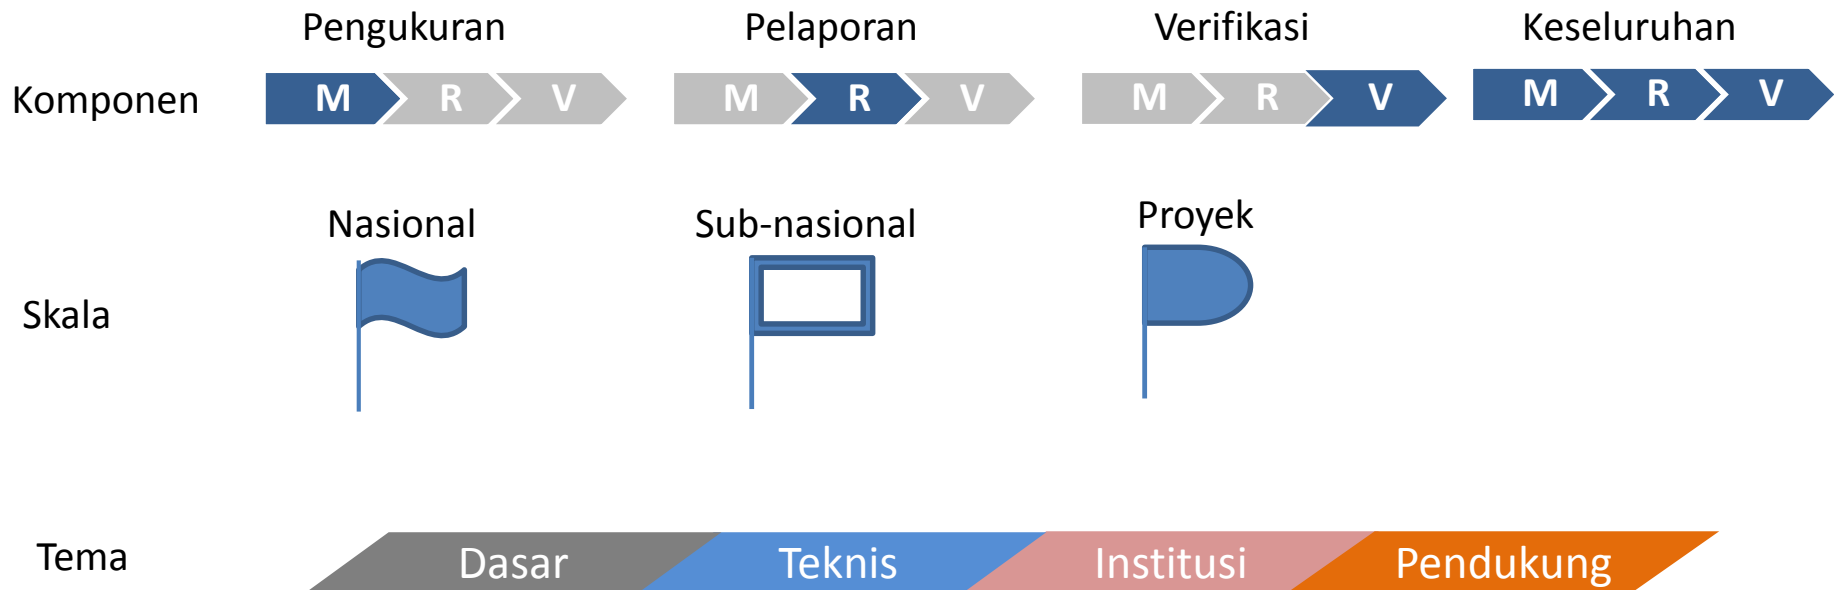 Pengukuran Pelaporan Verifikasi Keseluruhan
Komponen M R V M R V M R V M R V
Nasional Sub-nasional Proyek
Skala
Tema Dasar Teknis Institusi Pendukung